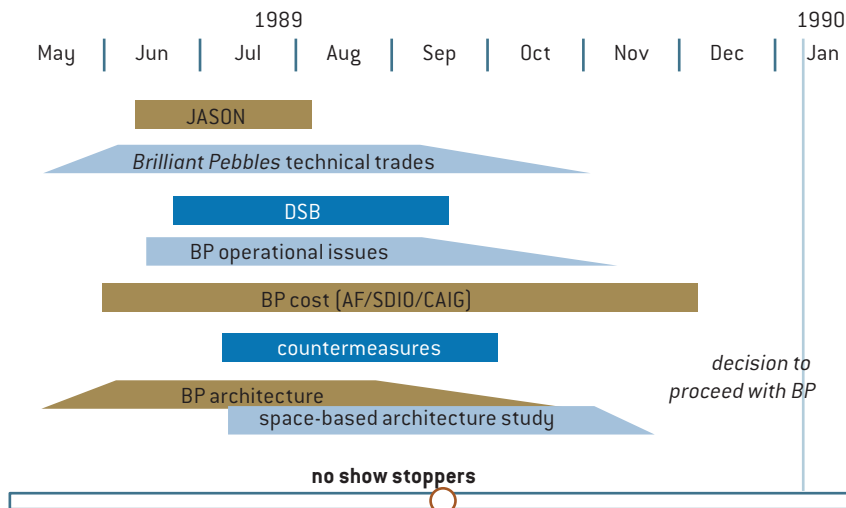 1989 1990
May Jun Jul Aug Sep Oct Nov Dec Jan
JASON
Brilliant Pebbles technical trades
DSB
BP operational issues
BP cost (AF/SDIO/CAIG)
countermeasures
decision to
proceed with BP
BP architecture
space-based architecture study
no show stoppers